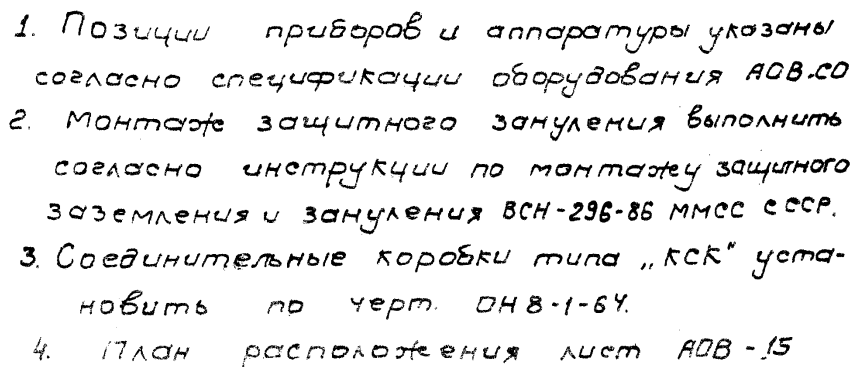 1. Позиции приборов и аппаратуры указаны
согласно спецификации оборудования АОВ.СО
2. Монтаж защитного зануления выполнить
согласно инструкции по монтажу защитного
заземления и зануления ВСН-296-86 ММСС СССР.
3. Соединительные коробки типа „КСК" уста-
новить по черт. ОН8-1-64.
4. План расположения лист АОВ-15